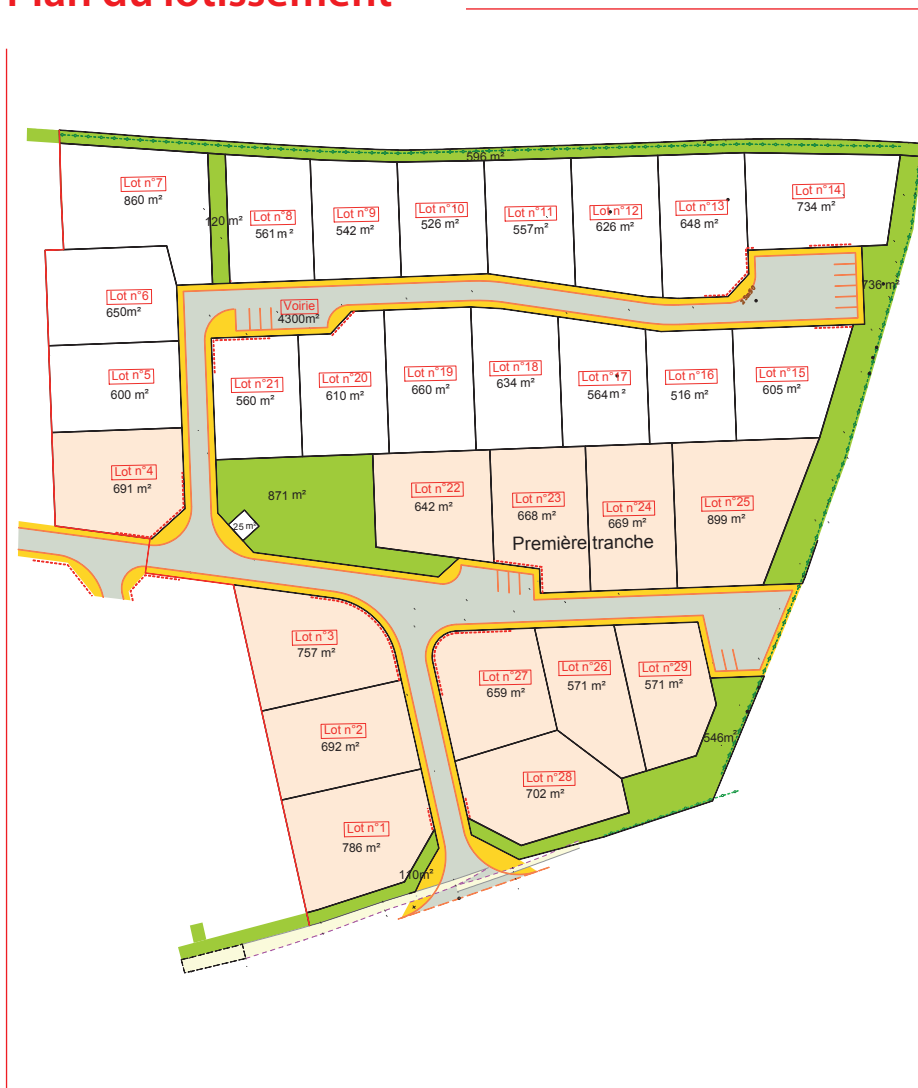 Plan du lotissement
596 m²
Lot n°7
860 m²
120 m²
Lot n°8
561 m²
Lot n°9
542 m²
Lot n°10
526 m²
Lot n°11
557m²
Lot n°12
626 m²
Lot n°13
648 m²
Lot n°14
734 m²
736 m²
Lot n°6
650m²
Voirie
4300m²
Lot n°5
600 m²
Lot n°21
560 m²
Lot n°20
610 m²
Lot n°19
660 m²
Lot n°18
634 m²
Lot n°17
564 m²
Lot n°16
516 m²
Lot n°15
605 m²
Lot n°4
691 m²
871 m²
25 m²
Lot n°22
642 m²
Lot n°23
668 m²
Lot n°24
669 m²
Lot n°25
899 m²
Première tranche
Lot n°3
757 m²
Lot n°27
659 m²
Lot n°26
571 m²
Lot n°29
571 m²
Lot n°2
692 m²
546m²
Lot n°28
702 m²
Lot n°1
786 m²
110m²